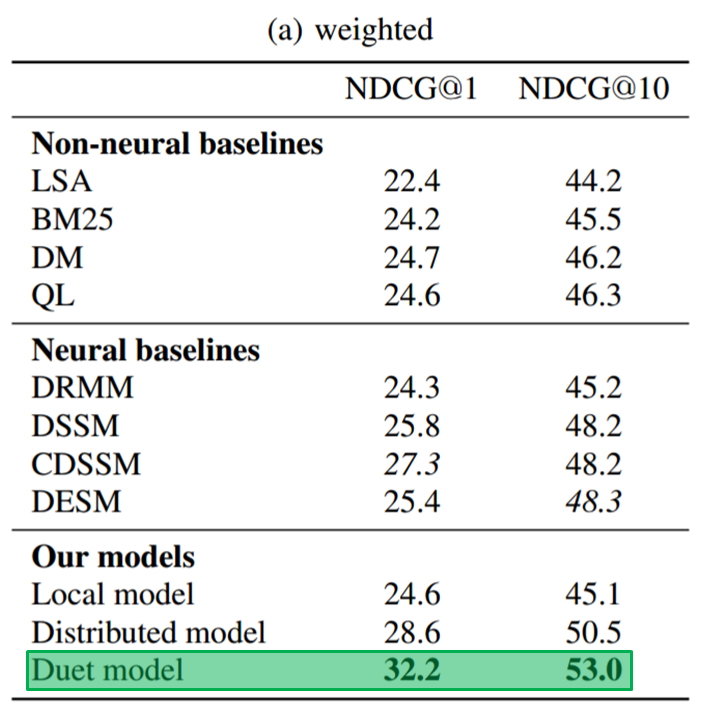 (a) weighted
NDCG@1 NDCG@10
Non-neural baselines
LSA 22.4 44.2
BM25 24.2 45.5
DM 24.7 46.2
QL 24.6 46.3
Neural baselines
DRMM 24.3 45.2
DSSM 25.8 48.2
CDSSM 27.3 48.2
DESM 25.4 48.3
Our models
Local model 24.6 45.1
Distributed model 28.6 50.5
Duet model 32.2 53.0